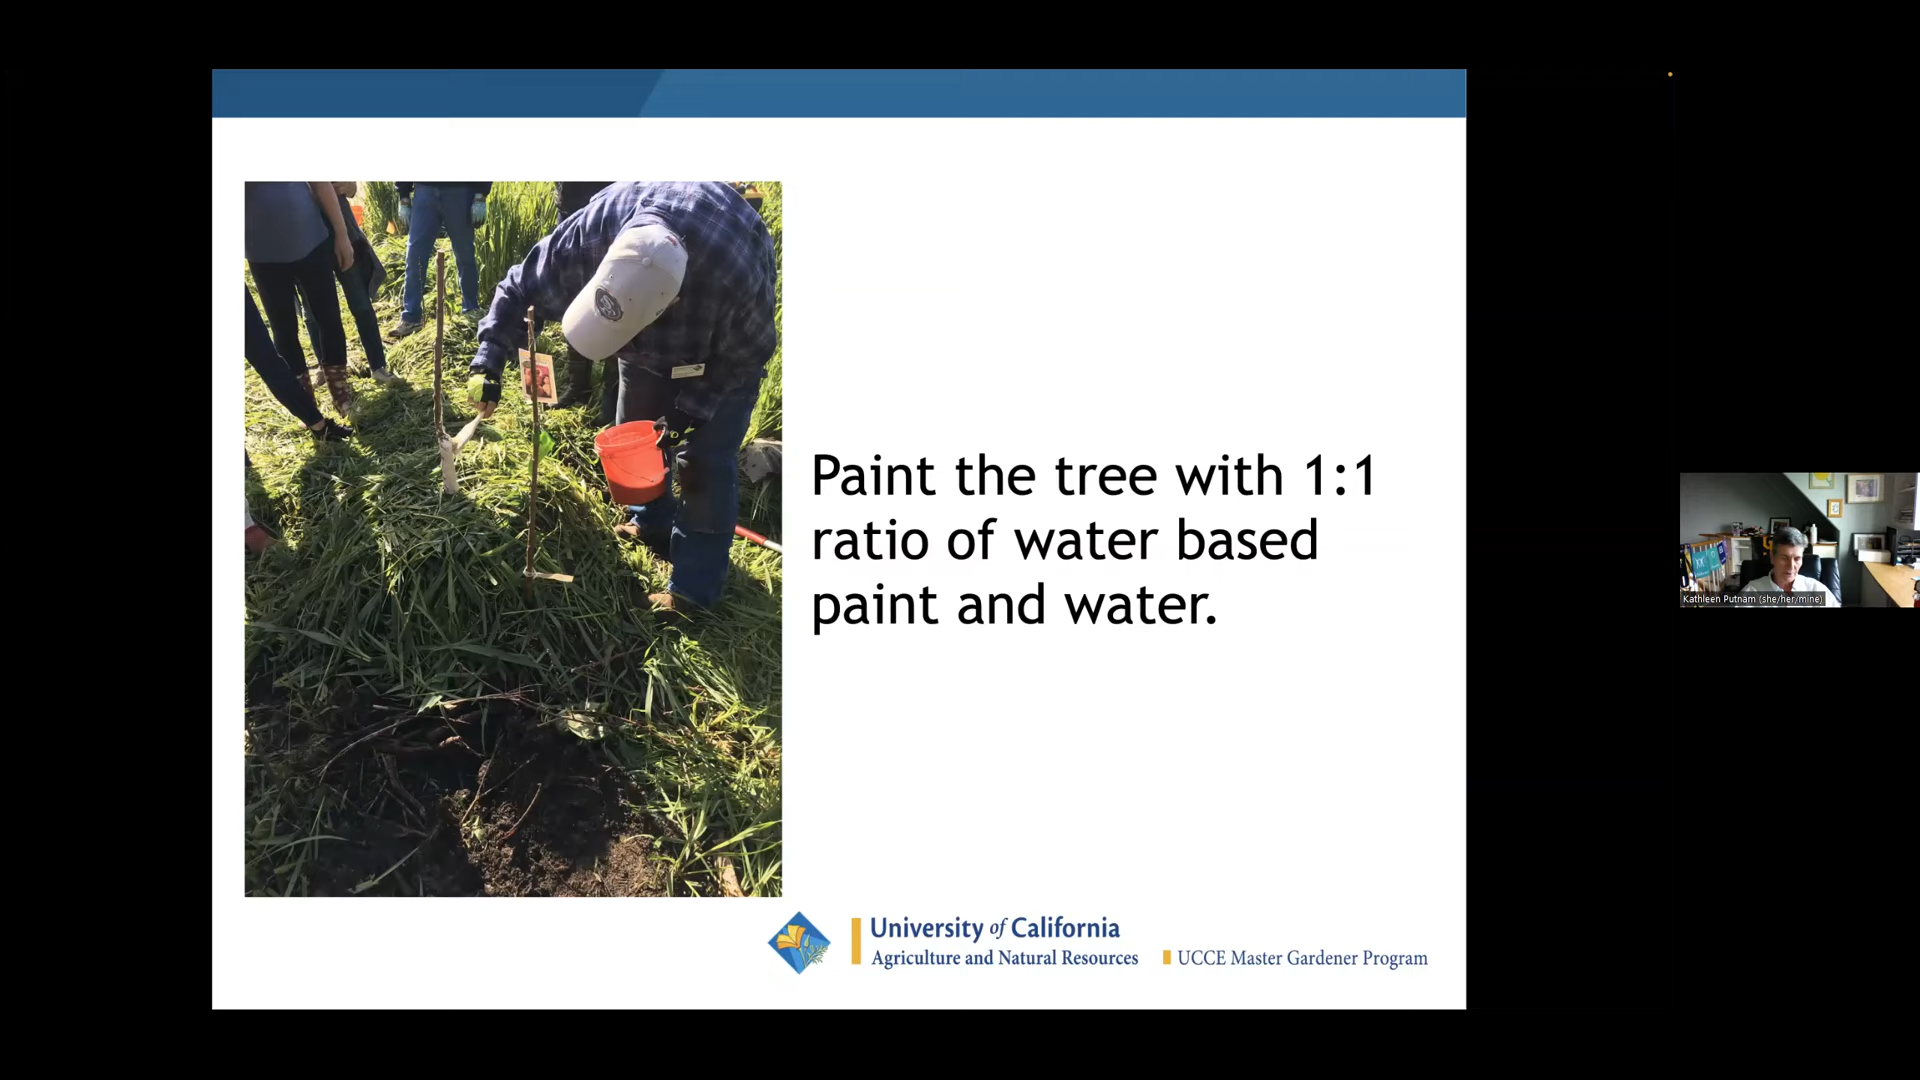 Paint the tree with 1:1
ratio of water based
paint and water.
University of California
Agriculture and Natural Resources
UCCE Master Gardener Program
Kathleen Putnam (she/her/mine)